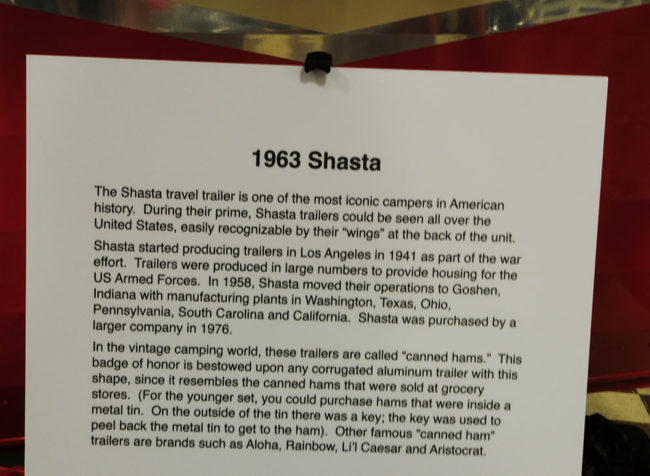 1963 Shasta
The Shasta travel trailer is one of the most iconic campers in American
history. During their prime, Shasta trailers could be seen all over the
United States, easily recognizable by their “wings” at the back of the unit.
Shasta started producing trailers in Los Angeles in 1941 as part of the war
effort. Trailers were produced in large numbers to provide housing for the
US Armed Forces. In 1958, Shasta moved their operations to Goshen,
Indiana with manufacturing plants in Washington, Texas, Ohio,
Pennsylvania, South Carolina and California. Shasta was purchased by a
larger company in 1976.
In the vintage camping world, these trailers are called “canned hams.” This
badge of honor is bestowed upon any corrugated aluminum trailer with this
shape, since it resembles the canned hams that were sold at grocery
stores. (For the younger set, you could purchase hams that were inside a
metal tin. On the outside of the tin there was a key; the key was used to
peel back the metal tin to get to the ham). Other famous “canned ham”
trailers are brands such as Aloha, Rainbow, Li’l Caesar and Aristocrat.